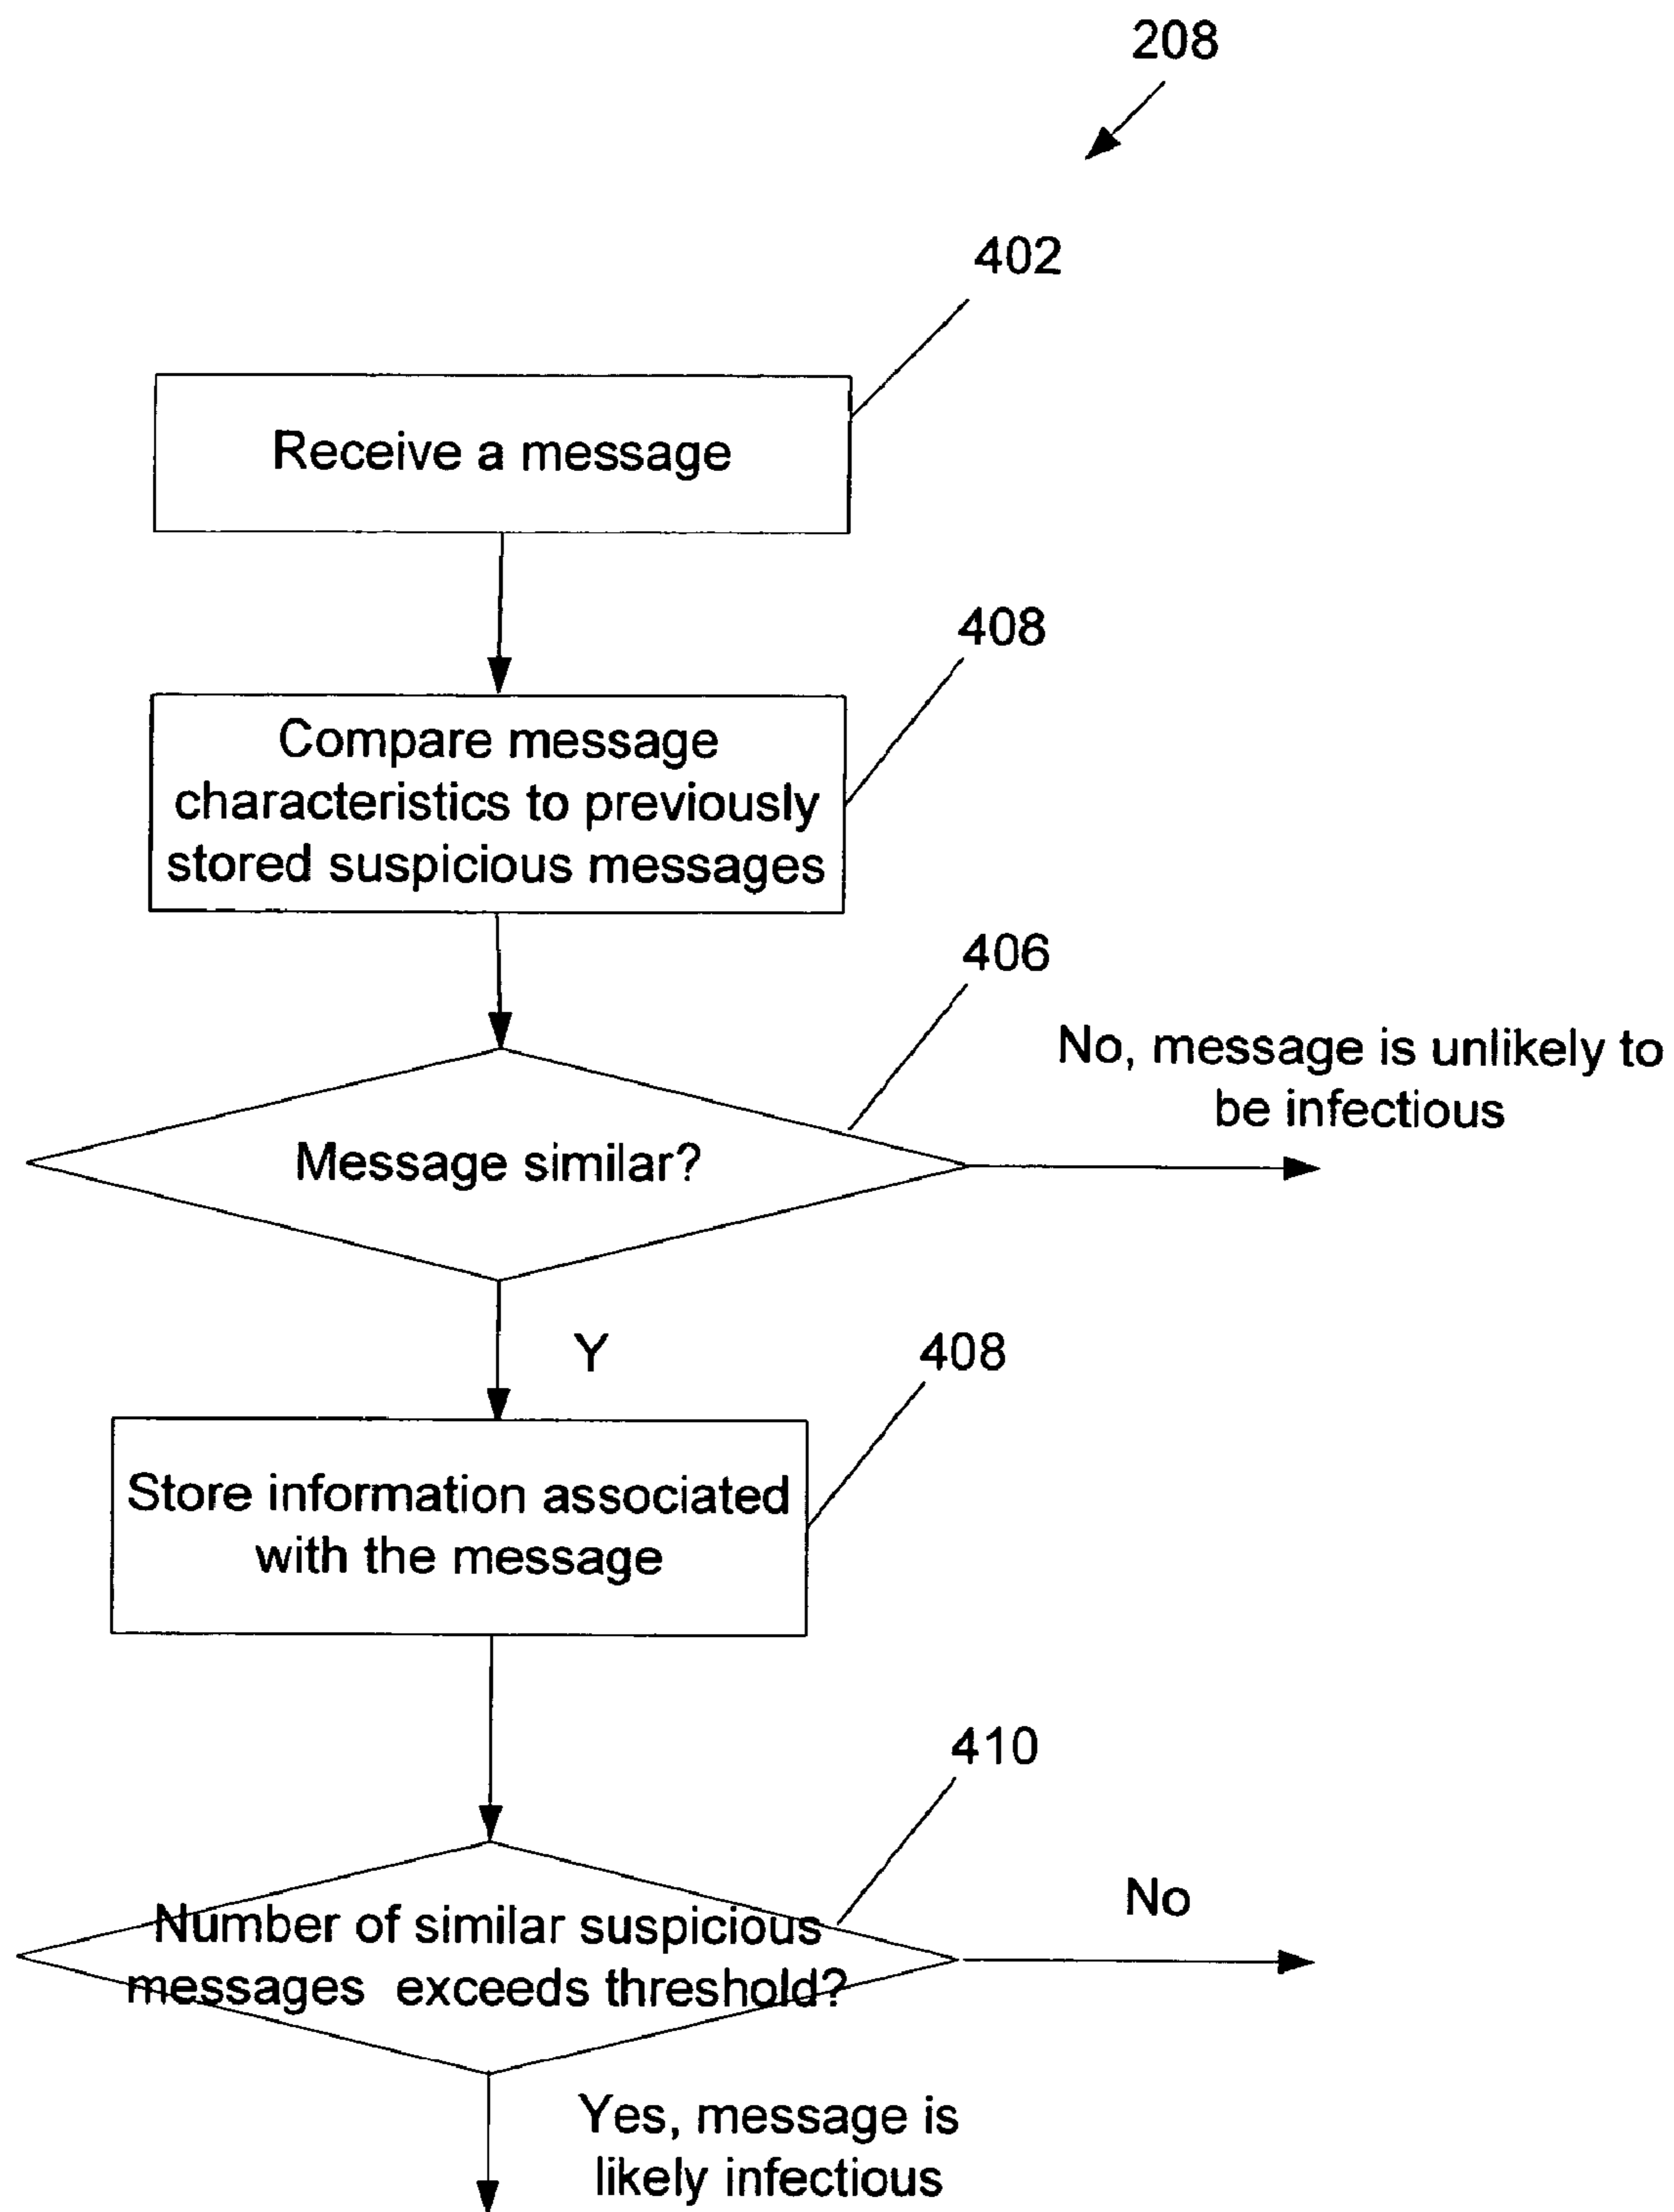 208
402
Receive a message
408
Compare message
characteristics to previously
stored suspicious messages
406
No, message is unlikely to
be infectious
Message similar?
Y
408
Store information associated
with the message
410
No
Number of similar suspicious
messages exceeds threshold?
Yes, message is
likely infectious